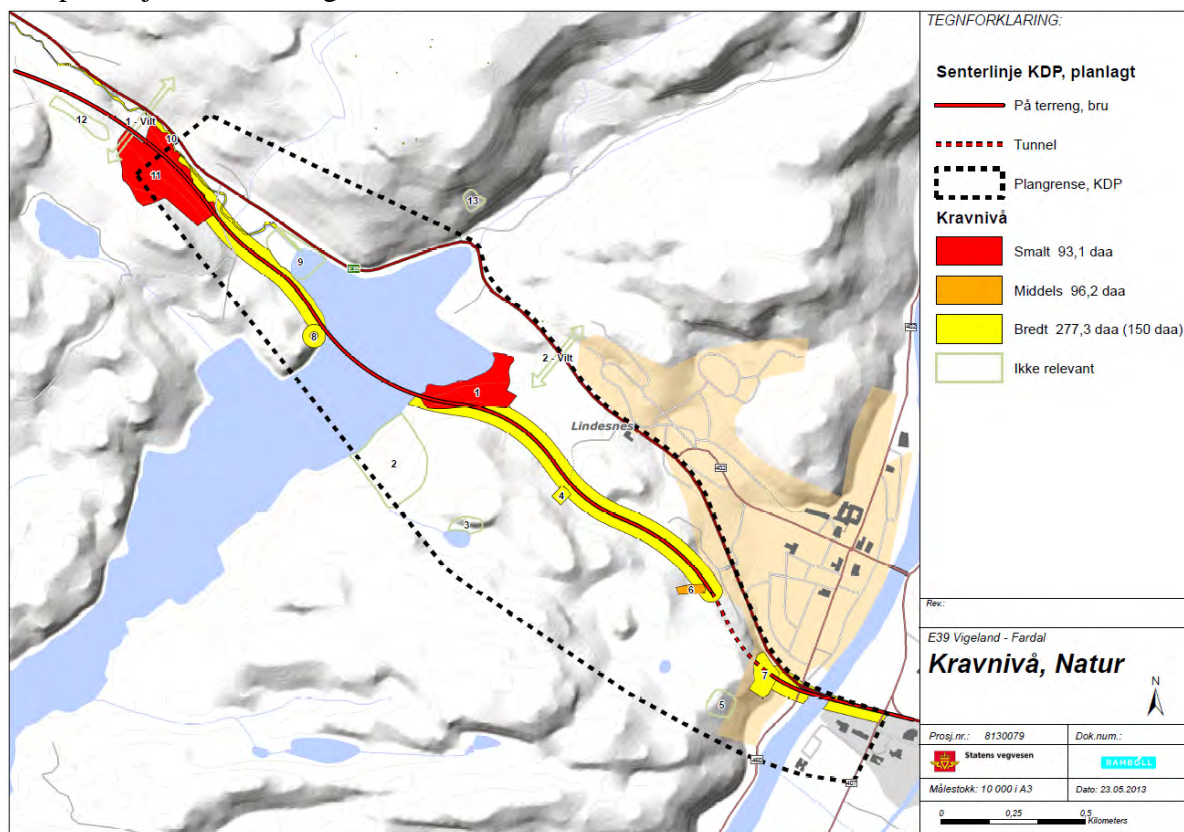 TEGNFORKLARING:
Senterlinje KDP, planlagt
På terreng, bru
Tunnel
Plangrense, KDP
Kravnivå
Smalt 93,1 daa
Middels 96,2 daa
Bredt 277,3 daa (150 daa)
Ikke relevant
12
1 - Vilt
10
11
13
9
E39
8
2 - Vilt
1
Lindesnes
2
403
4
3
6
7
5
460
Rev.:
E39 Vigeland - Fardal
Kravnivå, Natur
N
Prosj.nr.: 8130079
Dok.num.:
Statens vegvesen
RAMBOLL
Målestokk: 10 000 i A3
Dato: 23.05.2013
0 0,25 0,5
Kilometers